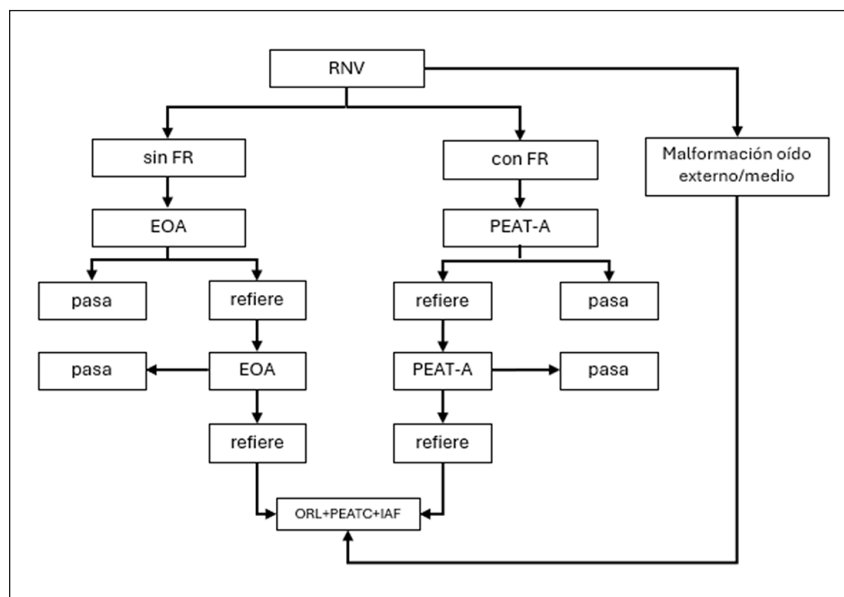 RNV
sin FR
con FR
Malformación oído
externo/medio
EOA
PEAT-A
pasa
refiere
refiere
pasa
pasa
EOA
PEAT-A
pasa
refiere
refiere
ORL+PEATC+IAF